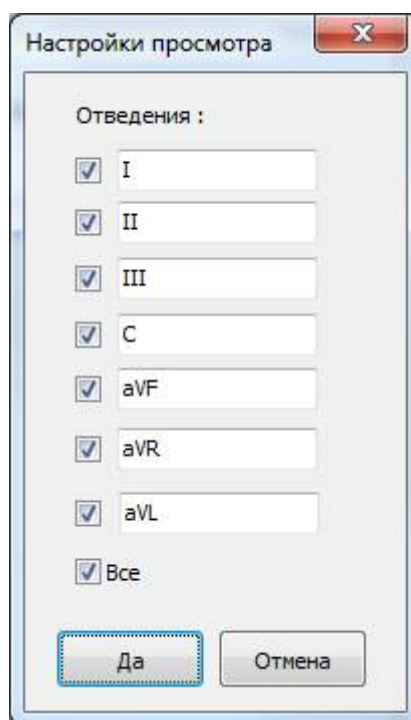 Настройки просмотра
Отведения :
I
II
III
C
aVF
aVR
aVL
Все
Да
Отмена